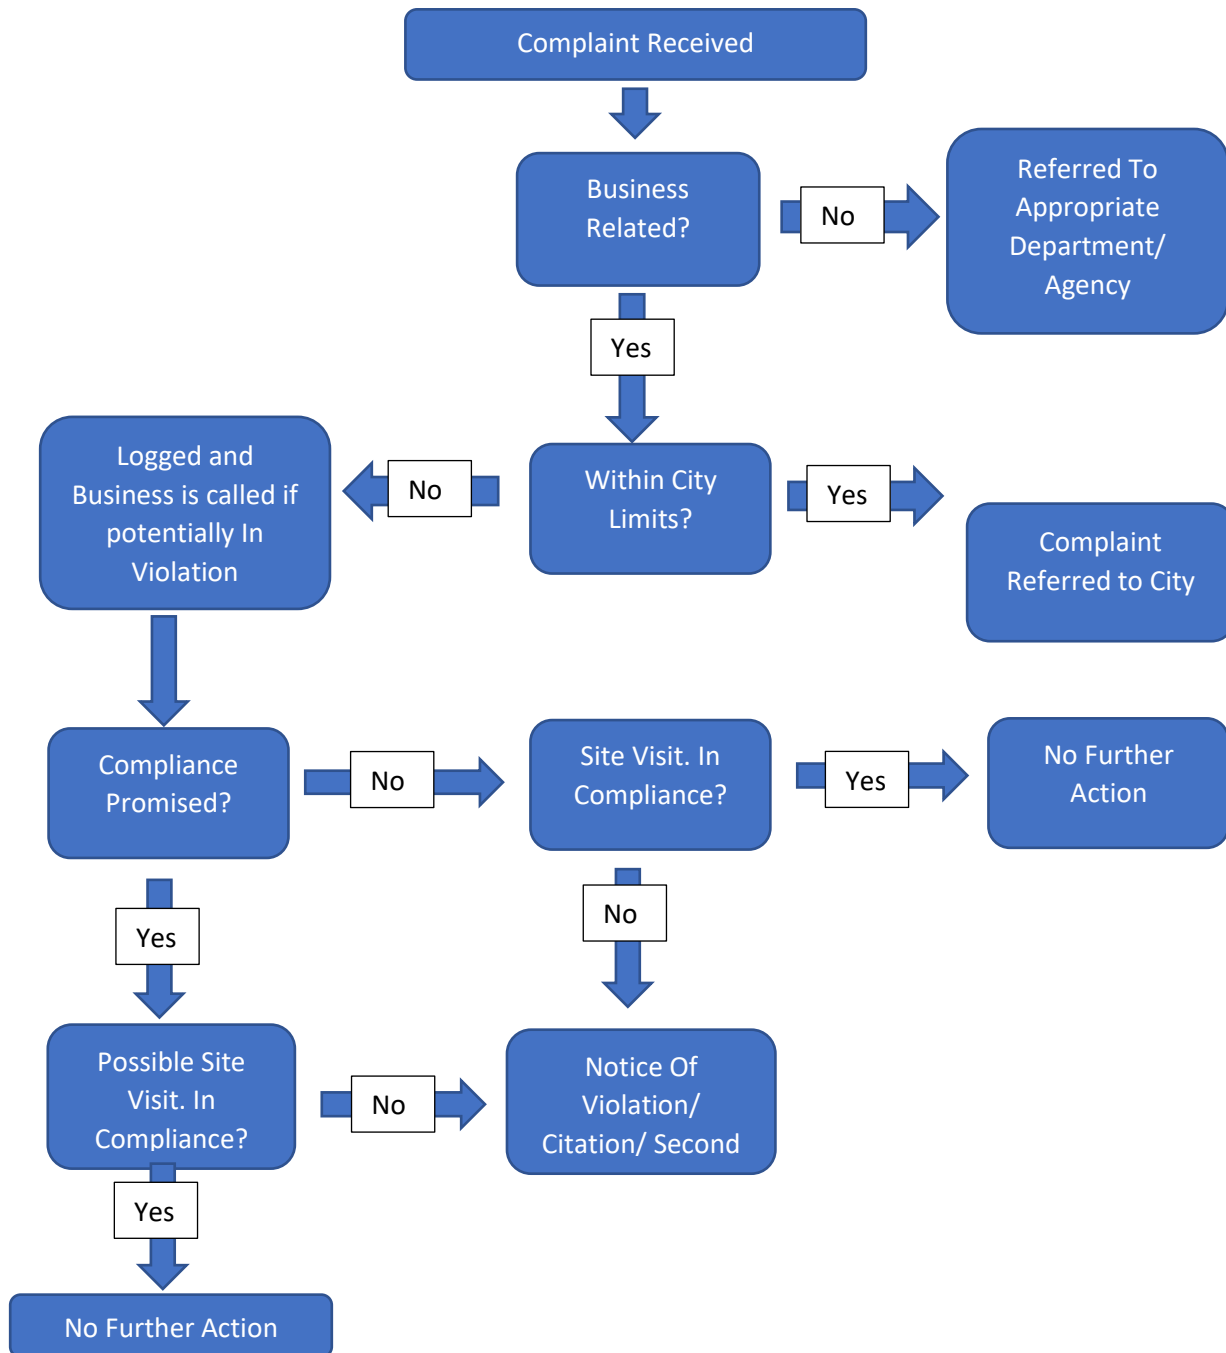 Complaint Received
Business
Related?
No
Referred To
Appropriate
Department/
Agency
Yes
Logged and
Business is called if
potentially In
Violation
No
Within City
Limits?
Yes
Complaint
Referred to City
Compliance
Promised?
No
Site Visit. In
Compliance?
Yes
No Further
Action
Yes
No
Possible Site
Visit. In
Compliance?
No
Notice Of
Violation/
Citation/ Second
Yes
No Further Action